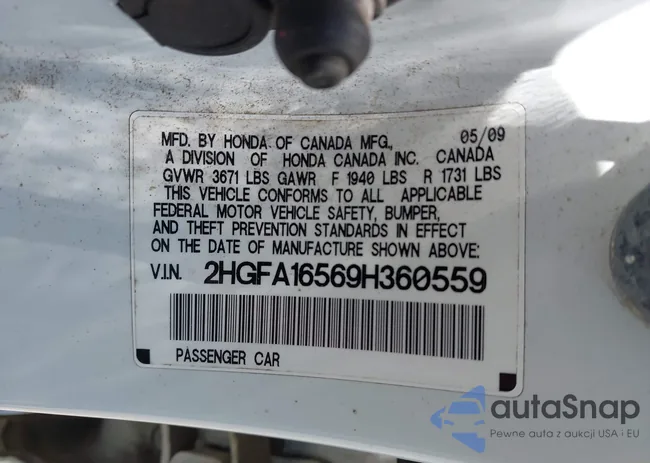 MFD. BY HONDA OF CANADA MFG., 05/09
A DIVISION OF HONDA CANADA INC. CANADA
GVWR 3671 LBS GAWR F 1940 LBS R 1731 LBS
THIS VEHICLE CONFORMS TO ALL APPLICABLE
FEDERAL MOTOR VEHICLE SAFETY, BUMPER,
AND THEFT PREVENTION STANDARDS IN EFFECT
ON THE DATE OF MANUFACTURE SHOWN ABOVE:
V.I.N. 2HGFA16569H360559
PASSENGER CAR
autaSnap
Pewne auta z aukcji USA i EU